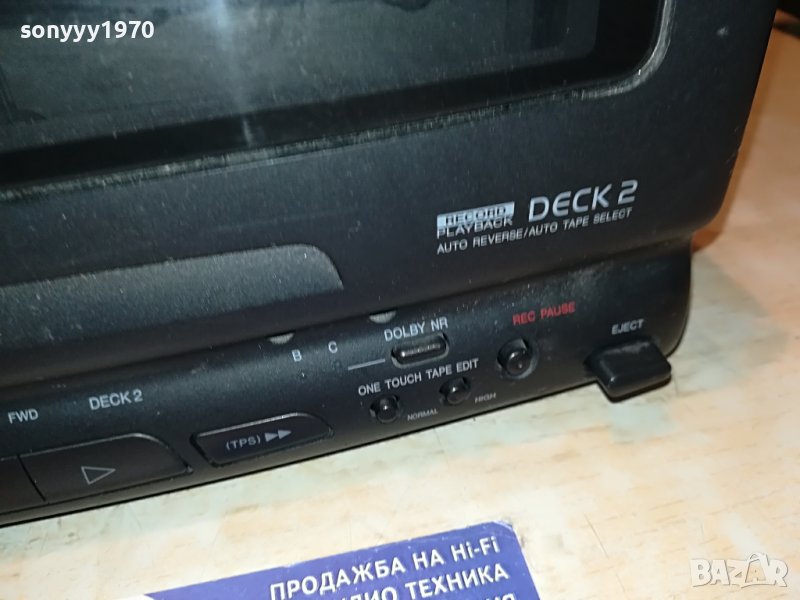 sonyyy1970
RECORD
PLAYBACK
DECK 2
AUTO REVERSE/AUTO TAPE SELECT
REC PAUSE
EJECT
DOLBY NR
B C
ONE TOUCH TAPE EDIT
NORMAL HIGH
FWD DECK 2
(TPS)
ПРОДАЖБА НА Hi-Fi
ТЕХНИКА
BAZAR